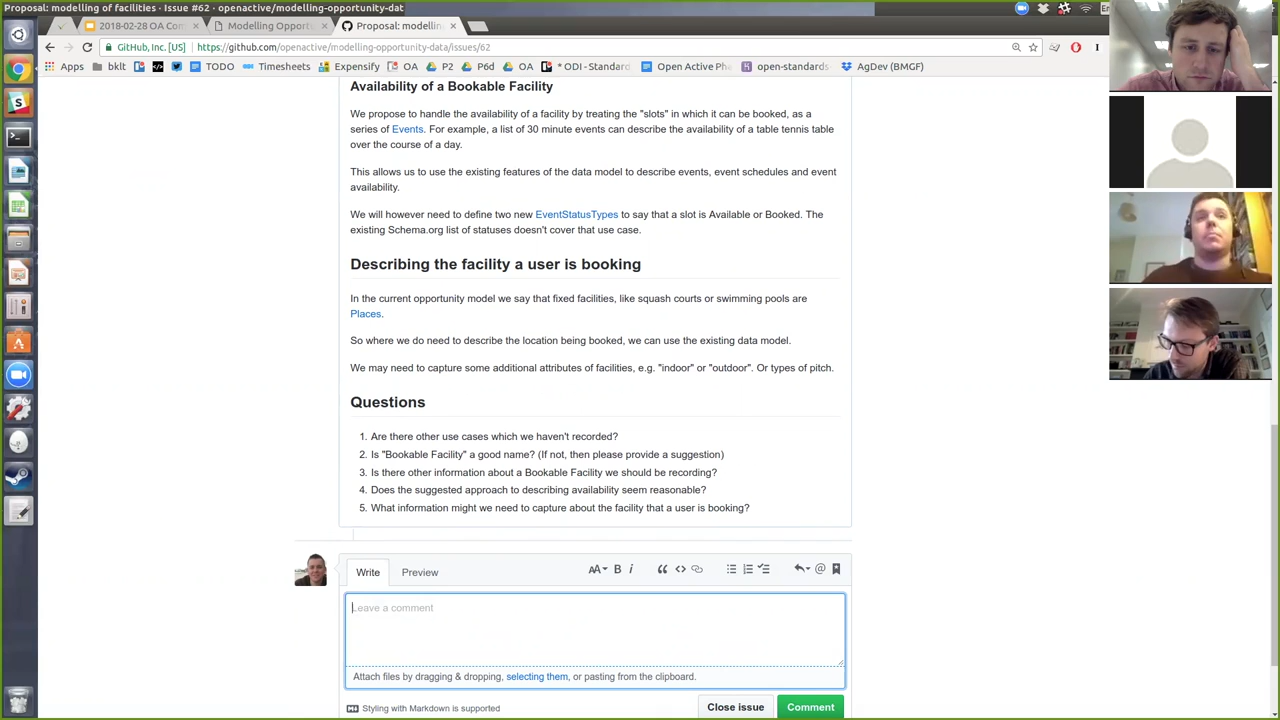 Proposal: modelling of facilities · Issue #62 · openactive/modelling-opportunity-dat
2018-02-28 OA Com
Modelling Opport
Proposal: modellin
GitHub, Inc. [US]
https://github.com/openactive/modelling-opportunity-data/issues/62
Apps bklt TODO Timesheets Expensify OA P2 P6d OA * ODI - Standard Open Active Ph open-standards AgDev (BMGF)
Availability of a Bookable Facility
We propose to handle the availability of a facility by treating the "slots" in which it can be booked, as a
series of Events. For example, a list of 30 minute events can describe the availability of a table tennis table
over the course of a day.
This allows us to use the existing features of the data model to describe events, event schedules and event
availability.
We will however need to define two new EventStatusTypes to say that a slot is Available or Booked. The
existing Schema.org list of statuses doesn't cover that use case.
Describing the facility a user is booking
In the current opportunity model we say that fixed facilities, like squash courts or swimming pools are
Places.
So where we do need to describe the location being booked, we can use the existing data model.
We may need to capture some additional attributes of facilities, e.g. "indoor" or "outdoor". Or types of pitch.
Questions
1. Are there other use cases which we haven't recorded?
2. Is "Bookable Facility" a good name? (If not, then please provide a suggestion)
3. Is there other information about a Bookable Facility we should be recording?
4. Does the suggested approach to describing availability seem reasonable?
5. What information might we need to capture about the facility that a user is booking?
Write Preview
AA B i
Leave a comment
Attach files by dragging & dropping, selecting them, or pasting from the clipboard.
Styling with Markdown is supported
Close issue Comment